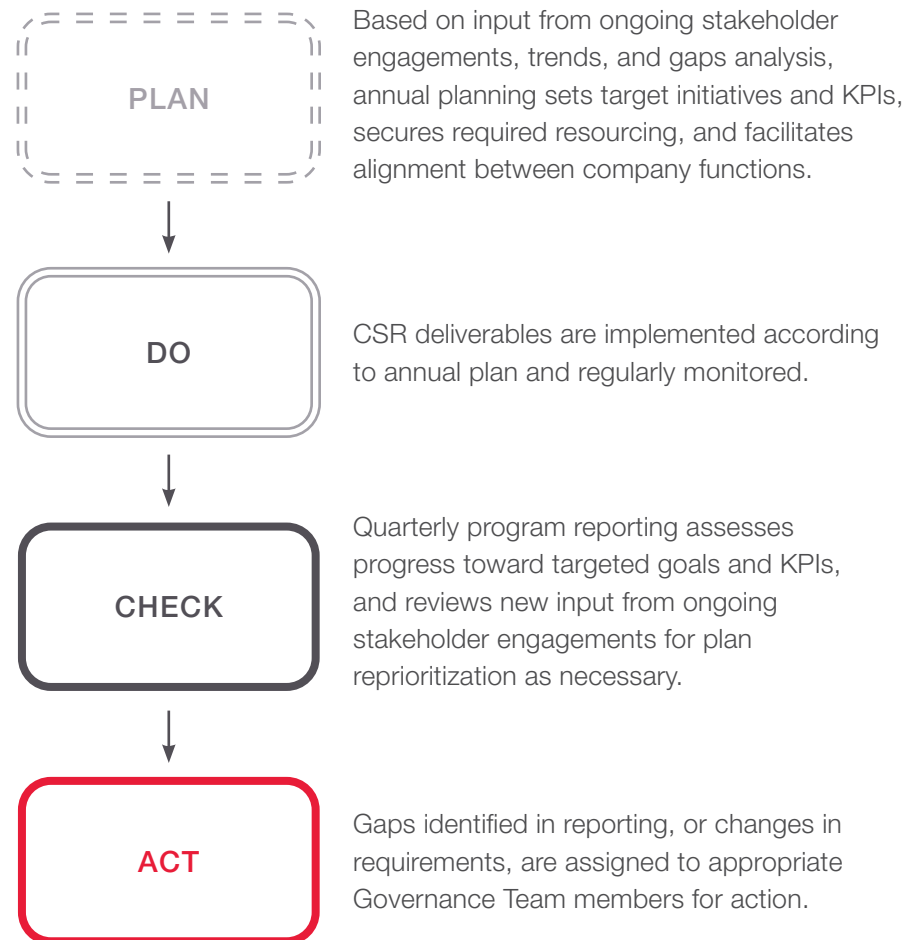 PLAN
Based on input from ongoing stakeholder
engagements, trends, and gaps analysis,
annual planning sets target initiatives and KPIs,
secures required resourcing, and facilitates
alignment between company functions.
DO
CSR deliverables are implemented according
to annual plan and regularly monitored.
CHECK
Quarterly program reporting assesses
progress toward targeted goals and KPIs,
and reviews new input from ongoing
stakeholder engagements for plan
reprioritization as necessary.
ACT
Gaps identified in reporting, or changes in
requirements, are assigned to appropriate
Governance Team members for action.